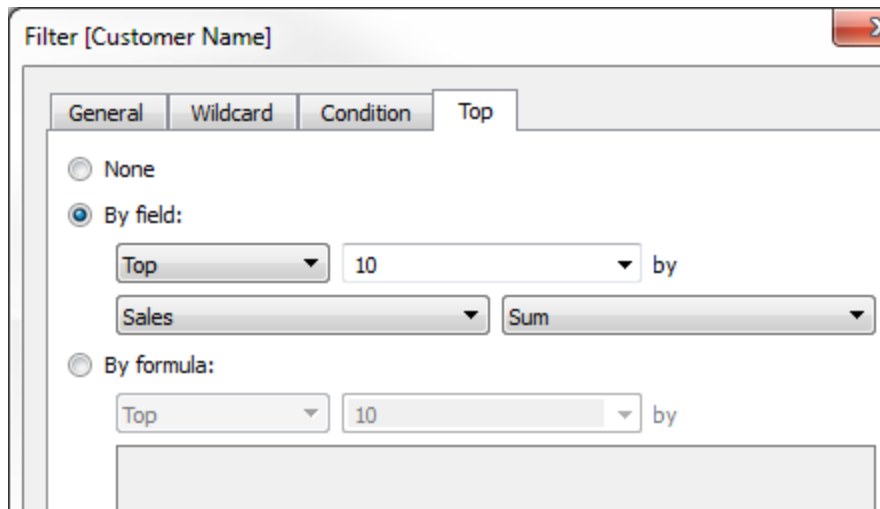 Filter [Customer Name]
General Wildcard Condition Top
None
By field:
Top 10 by
Sales Sum
By formula:
Top 10 by